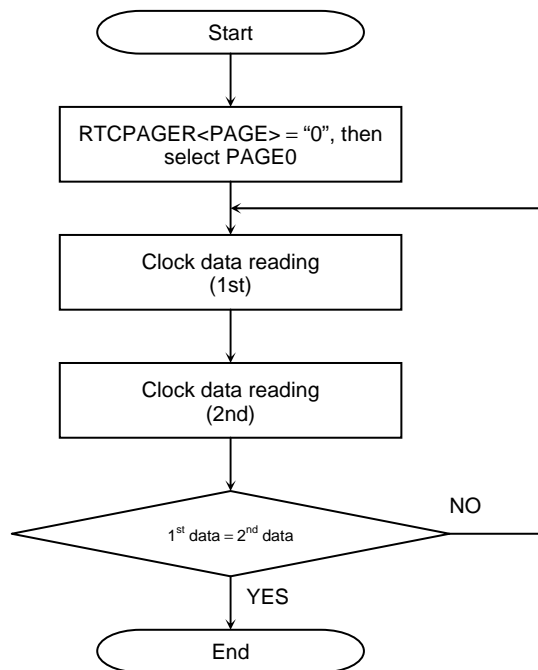 Start
RTCPAGER<PAGE> = “0”, then
select PAGE0
Clock data reading
(1st)
Clock data reading
(2nd)
1st data = 2nd data
NO
YES
End